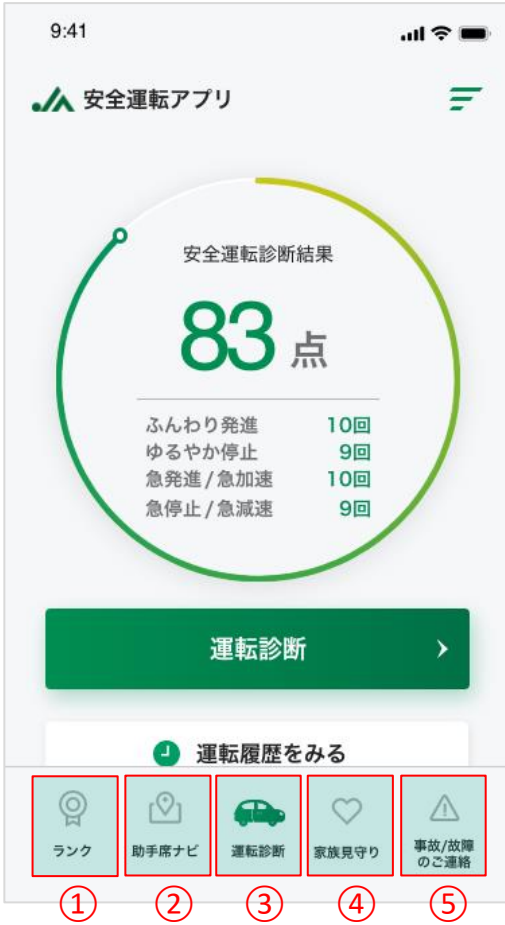 9:41
JA 安全運転アプリ
安全運転診断結果
83点
ふんわり発進 10回
ゆるやか停止 9回
急発進/急加速 10回
急停止/急減速 9回
運転診断
運転履歴をみる
ランク 助手席ナビ 運転診断 家族見守り 事故/故障
のご連絡
① ② ③ ④ ⑤